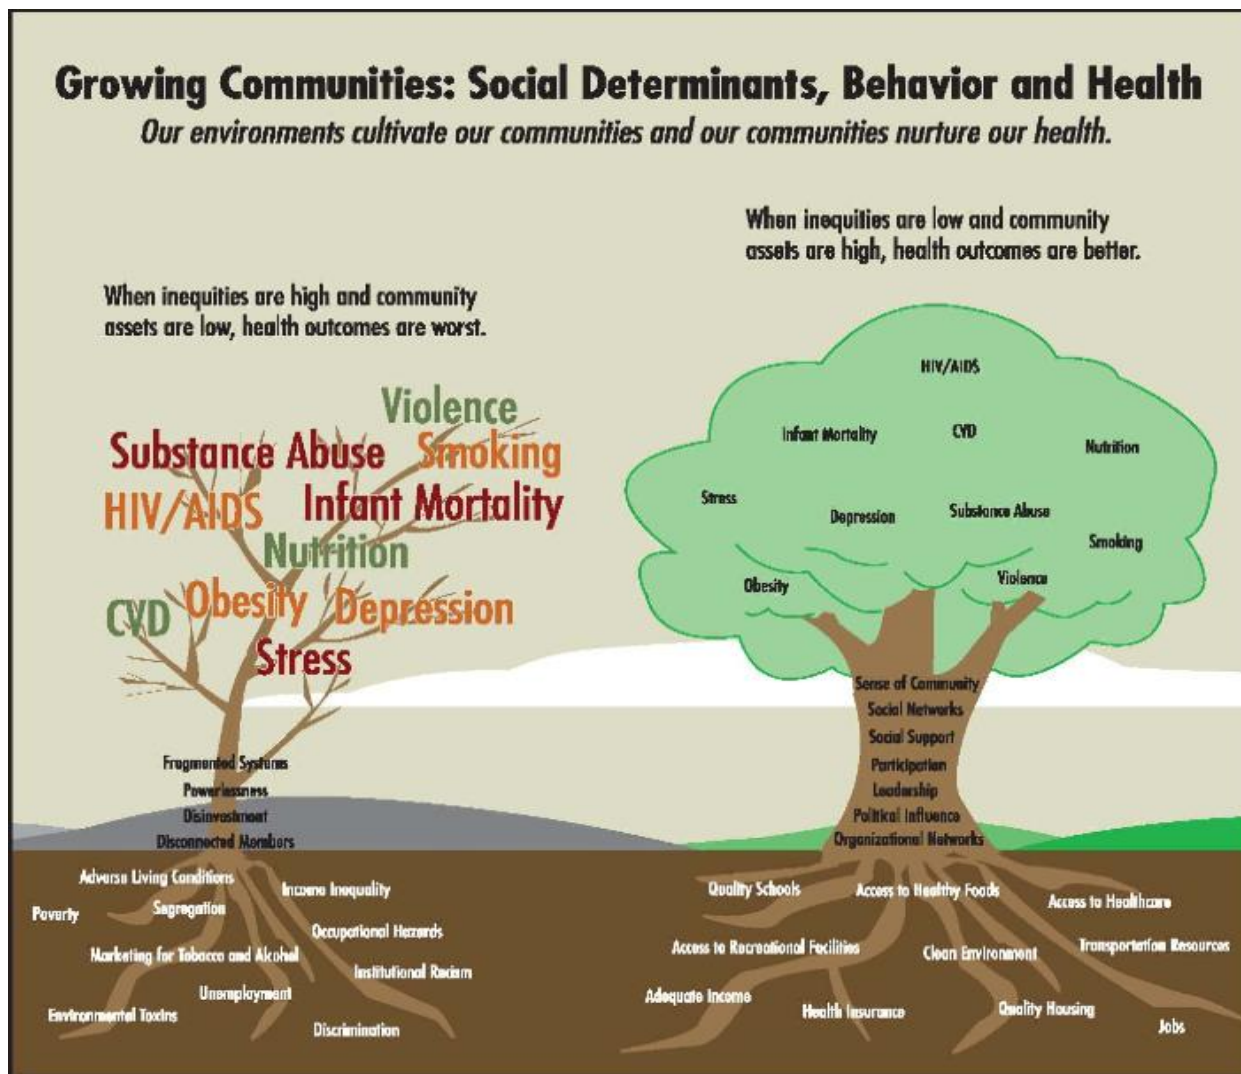 Growing Communities: Social Determinants, Behavior and Health
Our environments cultivate our communities and our communities nurture our health.
When inequities are high and community
assets are low, health outcomes are worst.
Violence
Substance Abuse
Smoking
HIV/AIDS
Infant Mortality
Nutrition
CVD
Obesity
Depression
Stress
Fragmented Systems
Powerlessness
Disinvestment
Disconnected Members
Adverse Living Conditions
Income Inequality
Poverty
Segregation
Occupational Hazards
Marketing for Tobacco and Alcohol
Institutional Racism
Unemployment
Environmental Toxins
Discrimination
When inequities are low and community
assets are high, health outcomes are better.
HIV/AIDS
Infant Mortality
CVD
Nutrition
Stress
Depression
Substance Abuse
Smoking
Obesity
Violence
Sense of Community
Social Networks
Social Support
Participation
Leadership
Political Influence
Organizational Networks
Quality Schools
Access to Healthy Foods
Access to Healthcare
Access to Recreational Facilities
Clean Environment
Transportation Resources
Adequate Income
Health Insurance
Quality Housing
Jobs